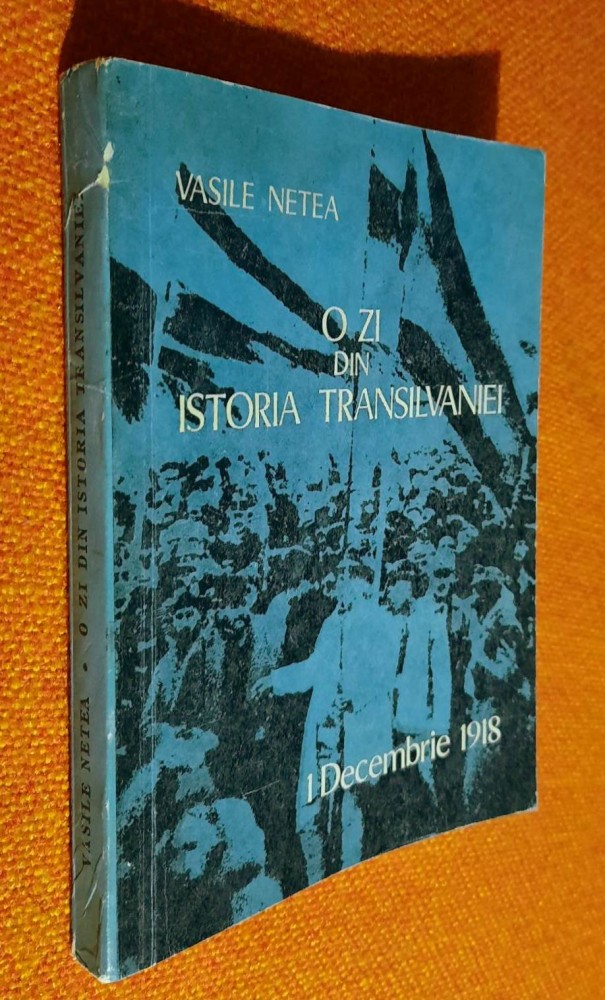 VASILE NETEA
O ZI
DIN
ISTORIA TRANSILVANIEI
1 Decembrie 1918
VASILE NETEA • O ZI DIN ISTORIA TRANSILVANIEI